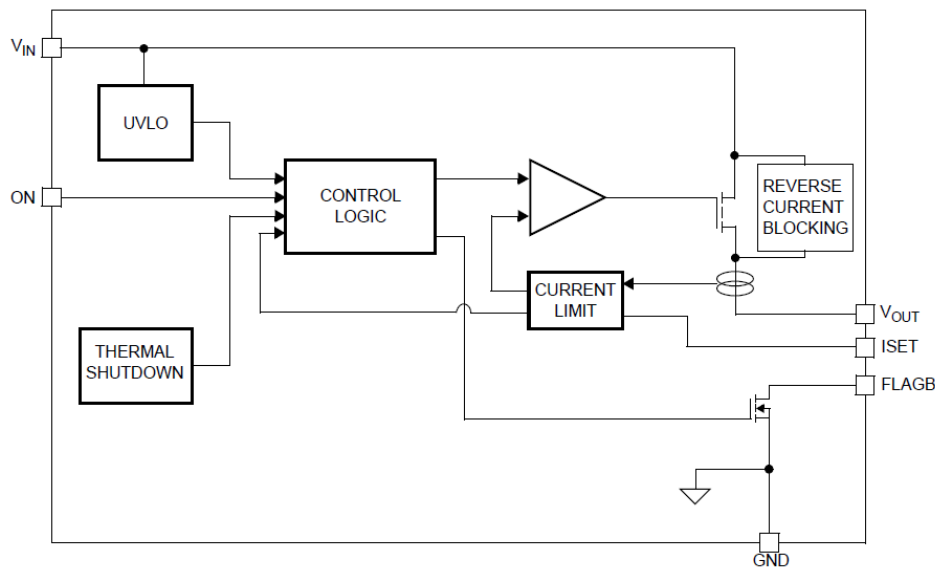 VIN
UVLO
ON
CONTROL
LOGIC
REVERSE
CURRENT
BLOCKING
CURRENT
LIMIT
VOUT
ISET
THERMAL
SHUTDOWN
FLAGB
GND